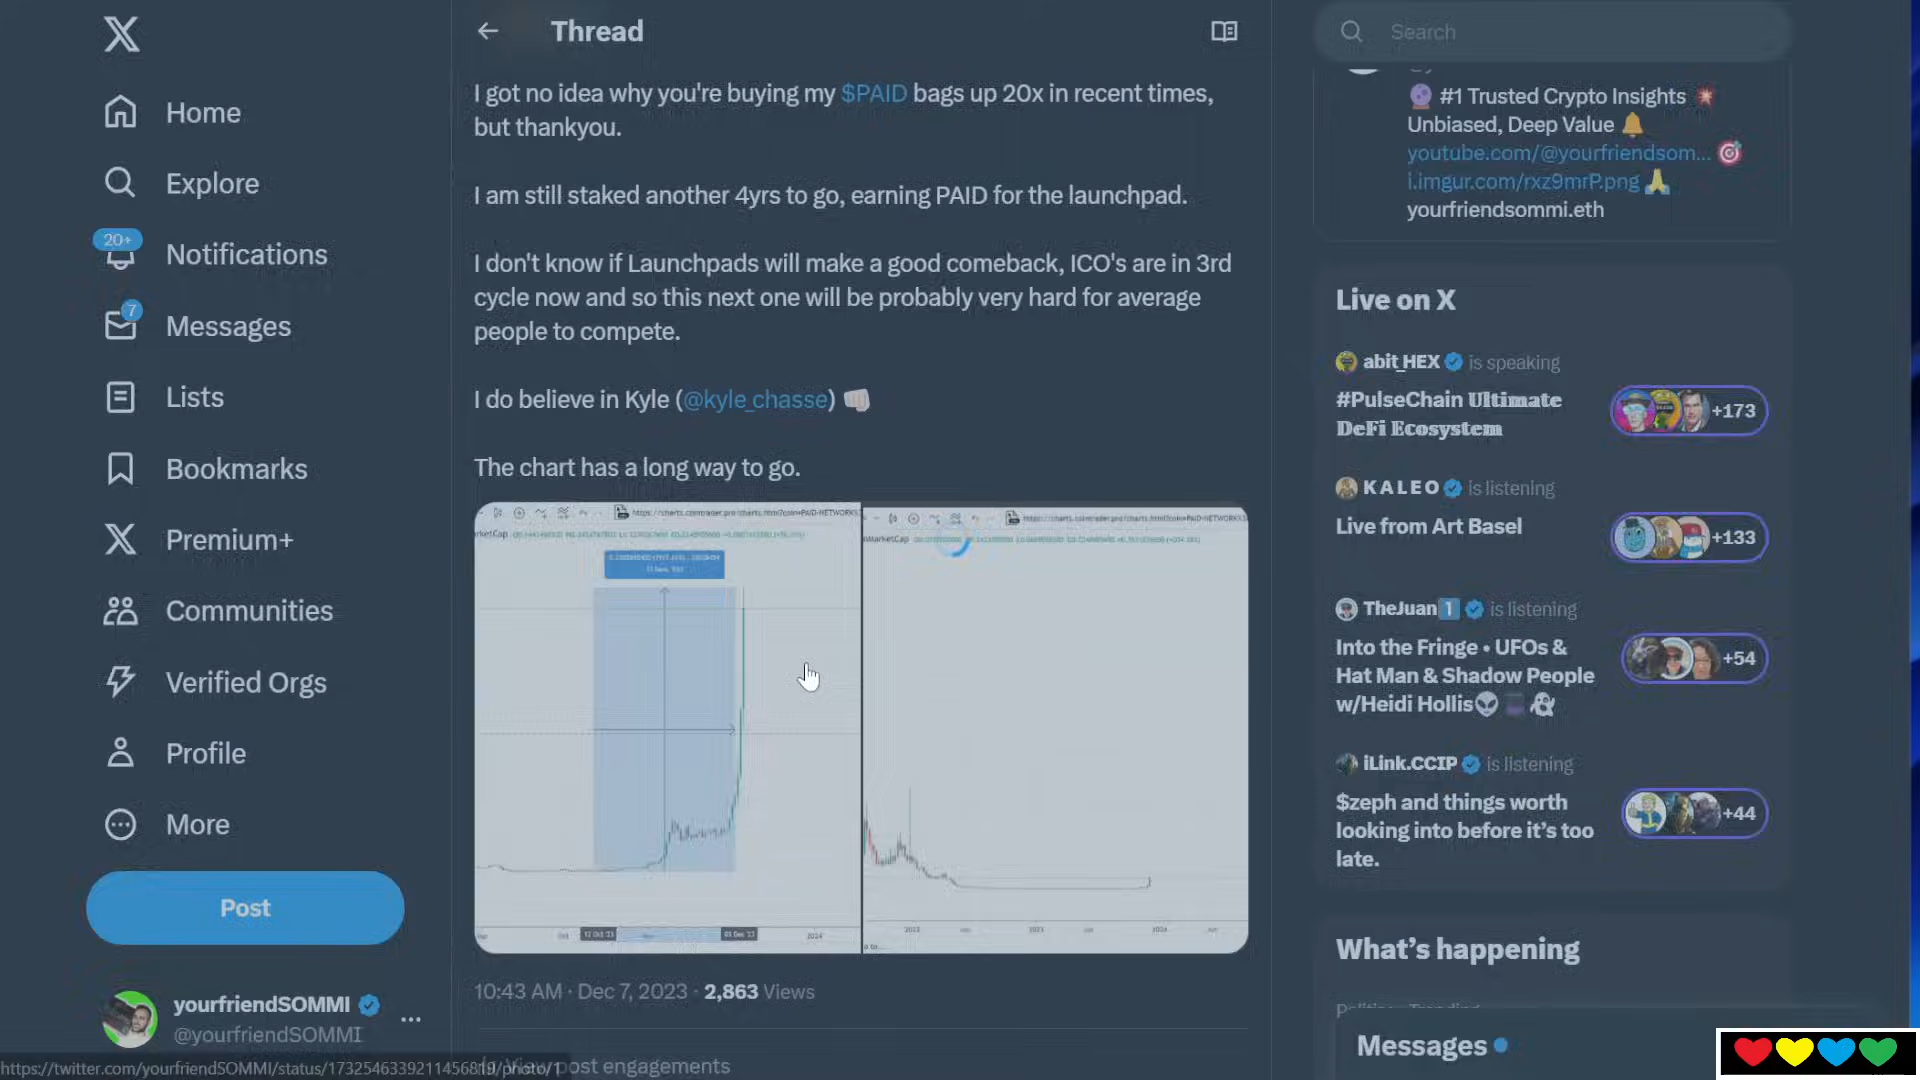 Thread
Search
Home
Explore
20+
Notifications
7
Messages
Lists
Bookmarks
Premium+
Communities
Verified Orgs
Profile
More
Post
yourfriendSOMMI
@yourfriendSOMMI
I got no idea why you're buying my $PAID bags up 20x in recent times,
but thankyou.
I am still staked another 4yrs to go, earning PAID for the launchpad.
I don't know if Launchpads will make a good comeback, ICO's are in 3rd
cycle now and so this next one will be probably very hard for average
people to compete.
I do believe in Kyle (@kyle_chasse) 👊
The chart has a long way to go.
10:43 AM · Dec 7, 2023 · 2,863 Views
View post engagements
🔮 #1 Trusted Crypto Insights 💥
Unbiased, Deep Value 🔔
youtube.com/@yourfriendsom... 🎯
i.imgur.com/rxz9mrP.png 🙏
yourfriendsommi.eth
Live on X
abit_HEX is speaking
#PulseChain 𝐔𝐥𝐭𝐢𝐦𝐚𝐭𝐞
𝐃𝐞𝐅𝐢 𝐄𝐜𝐨𝐬𝐲𝐬𝐭𝐞𝐦
+173
K A L E O is listening
Live from Art Basel
+133
TheJuan1️⃣ is listening
Into the Fringe • UFOs &
Hat Man & Shadow People
w/Heidi Hollis👽👻
+54
iLink.CCIP is listening
$zeph and things worth
looking into before it’s too
late.
+44
What’s happening
Messages